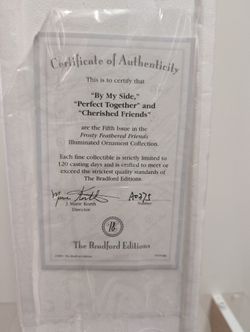 Certificate of Authenticity
This is to certify that
"By My Side,"
"Perfect Together" and
"Cherished Friends"
are the Fifth Issue in the
Frosty Feathered Friends
Illuminated Ornament Collection.
Each fine collectible is strictly limited to
120 casting days and is crafted to meet or
exceed the strictest quality standards of
The Bradford Editions.
J. Marie Korth
Director
Number
The Bradford Editions